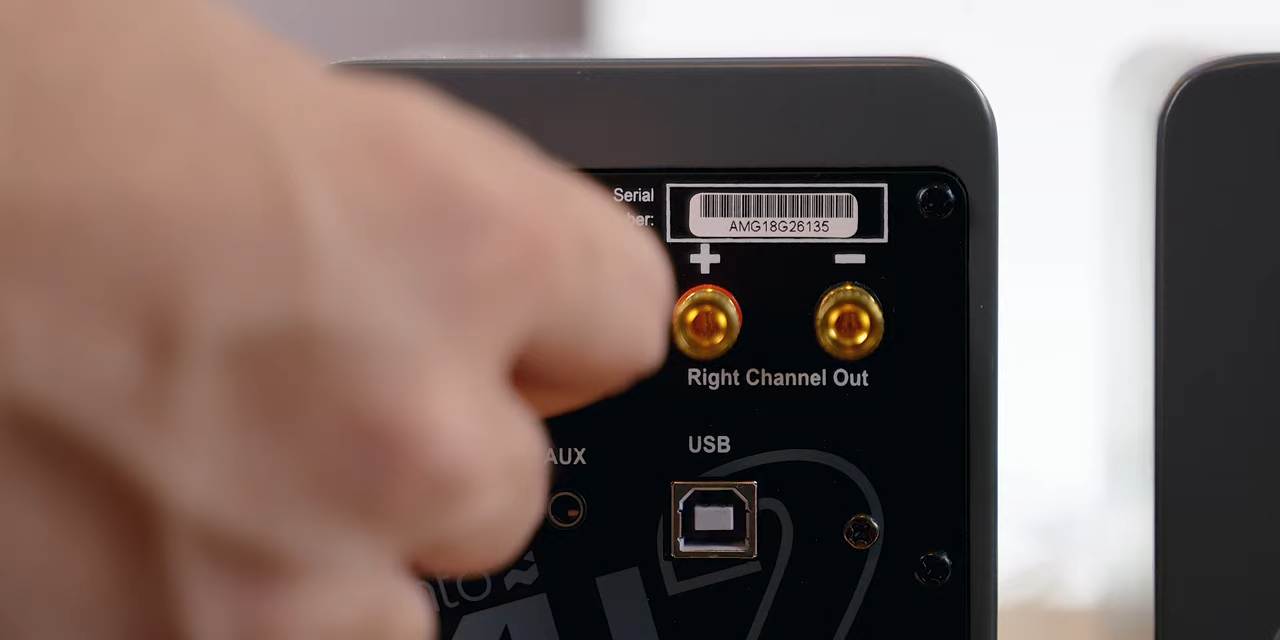 Serial
AMG18G26135
+ −
Right Channel Out
AUX
USB